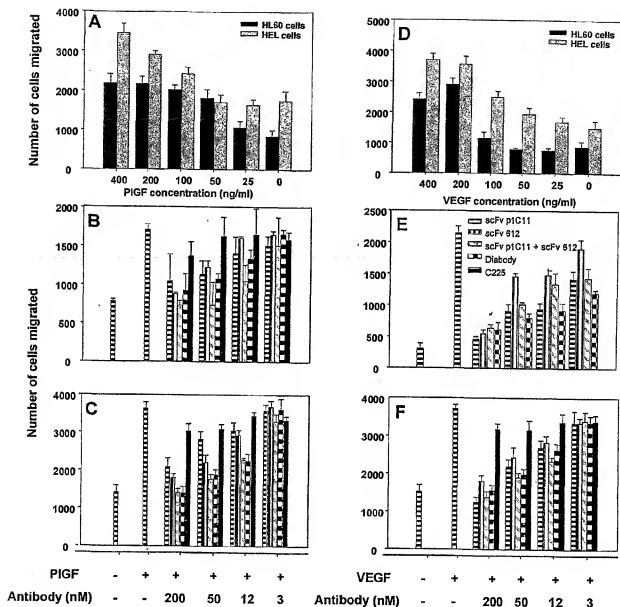 A
HL60 cells
HEL cells
Number of cells migrated
4000
3000
2000
1000
0
400 200 100 50 25 0
PlGF concentration (ng/ml)
D
HL60 cells
HEL cells
5000
4000
3000
2000
1000
0
400 200 100 50 25 0
VEGF concentration (ng/ml)
B
2000
1500
1000
500
0
E
scFv p1C11
scFv 612
scFv p1C11 + scFv 612
Diabody
C225
2500
2000
1500
1000
500
0
Number of cells migrated
C
4000
3000
2000
1000
0
F
4000
3000
2000
1000
0
PlGF - + + + + +
Antibody (nM) - - 200 50 12 3
VEGF - + + + + +
Antibody (nM) - - 200 50 12 3